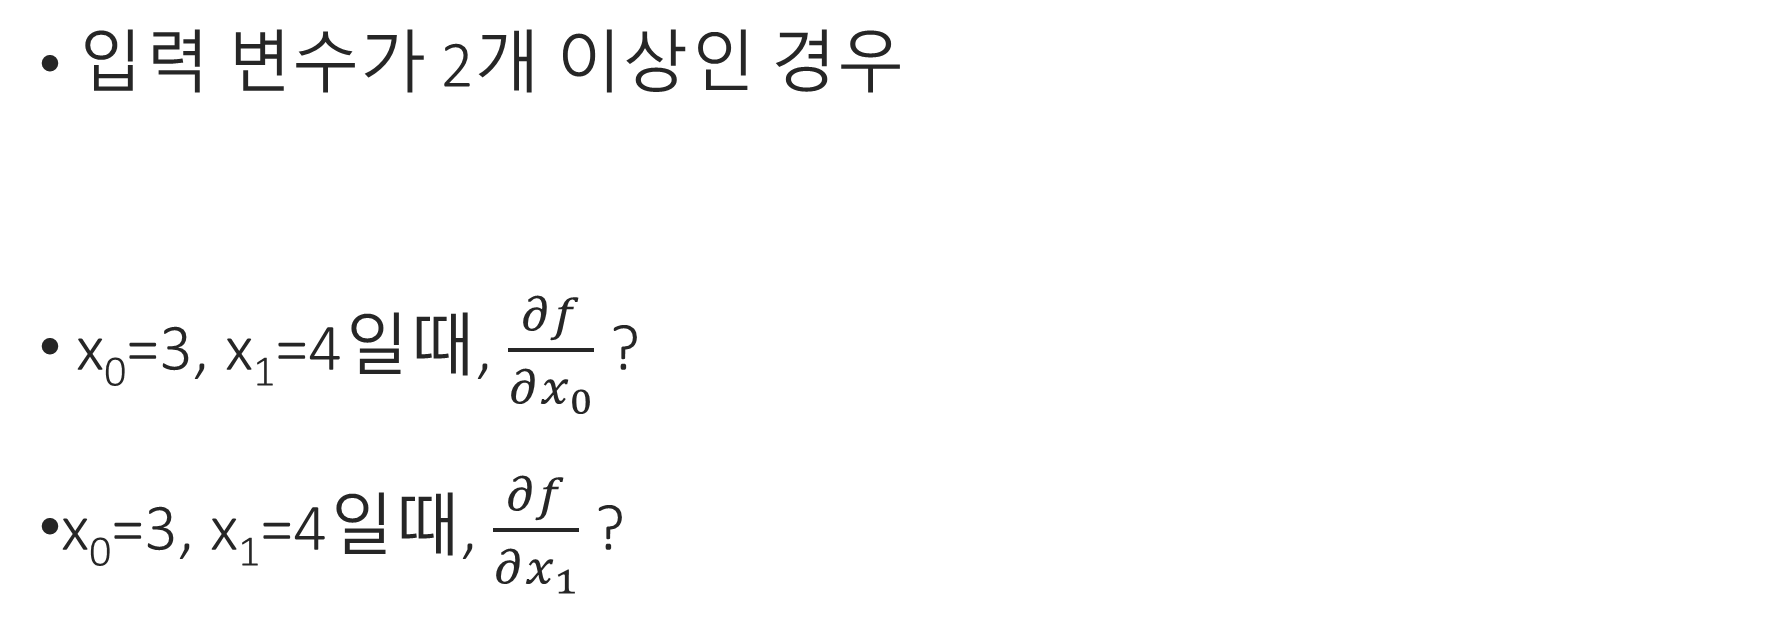 • 입력 변수가 2개 이상인 경우
• x₀=3, x₁=4일때, ∂f/∂x₀ ?
•x₀=3, x₁=4일때, ∂f/∂x₁ ?